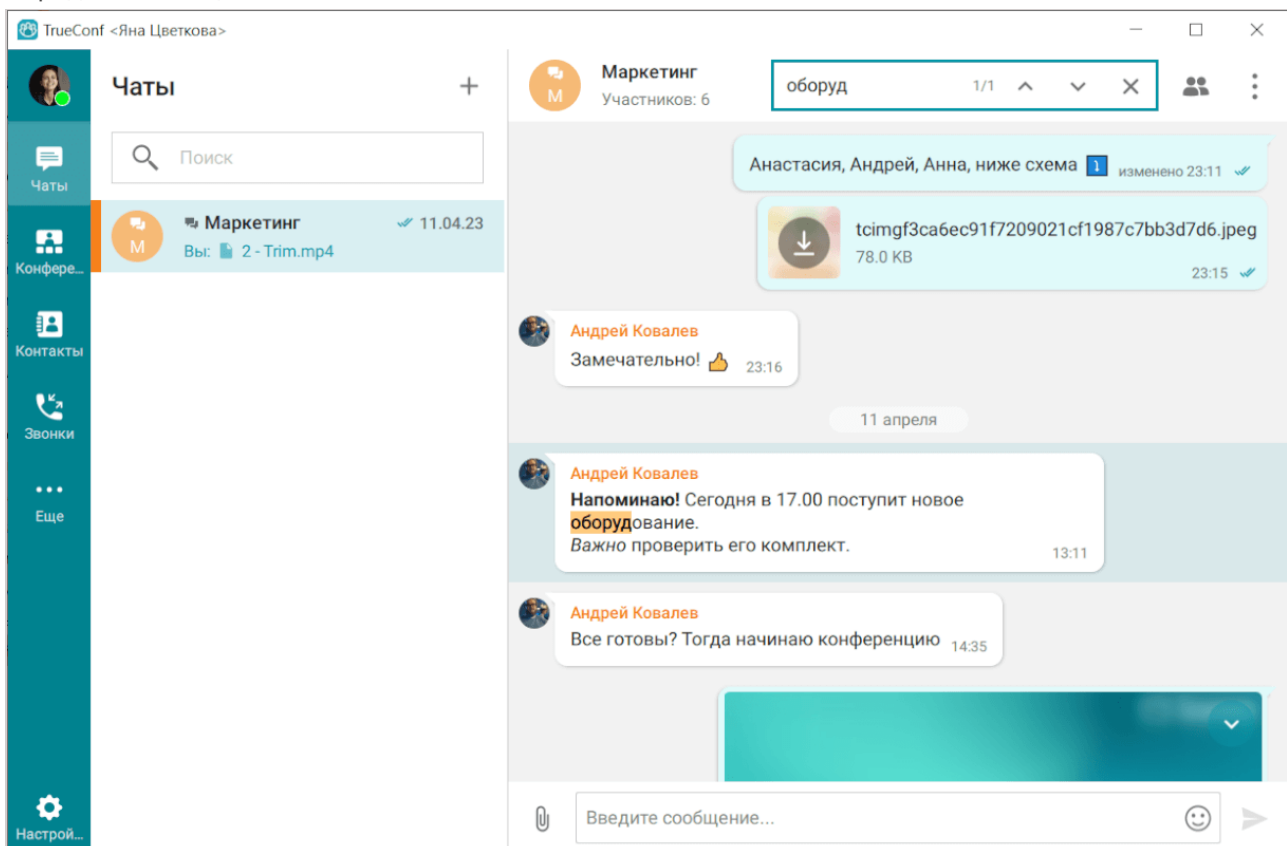 TrueConf <Яна Цветкова>
Чаты
Конфере...
Контакты
Звонки
Еще
Настрой...
Чаты
Поиск
М
Маркетинг
11.04.23
Вы: 2 - Trim.mp4
М
Маркетинг
Участников: 6
оборуд
1/1
Анастасия, Андрей, Анна, ниже схема
изменено 23:11
tcimgf3ca6ec91f7209021cf1987c7bb3d7d6.jpeg
78.0 KB
23:15
Андрей Ковалев
Замечательно!
23:16
11 апреля
Андрей Ковалев
Напоминаю! Сегодня в 17.00 поступит новое
оборудование.
Важно проверить его комплект.
13:11
Андрей Ковалев
Все готовы? Тогда начинаю конференцию
14:35
Введите сообщение...